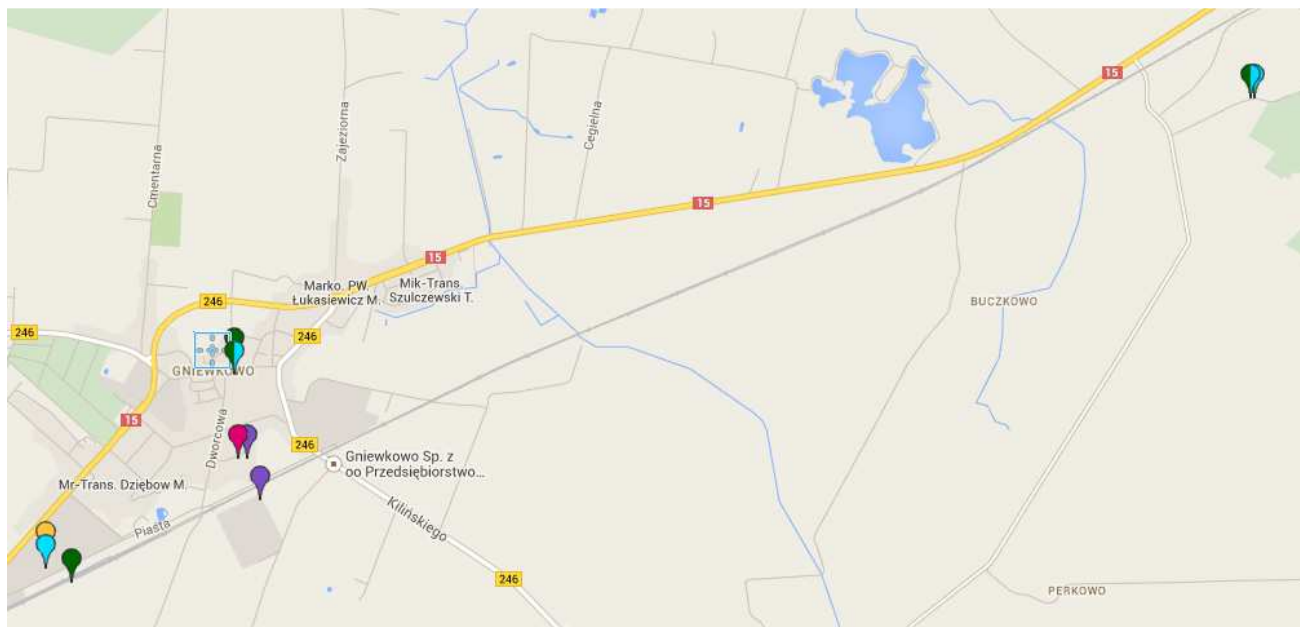 15
Zajeziorna
Cegielna
Cmentarna
15
15
Marko. PW.
Łukasiewicz M.
Mik-Trans.
Szulczewski T.
246
BUCZKOWO
246
246
GNIEWKOWO
15
Dworcowa
246
Gniewkowo Sp. z
oo Przedsiębiorstwo...
Mr-Trans. Dziębow M.
Kilińskiego
Piasta
246
PERKOWO